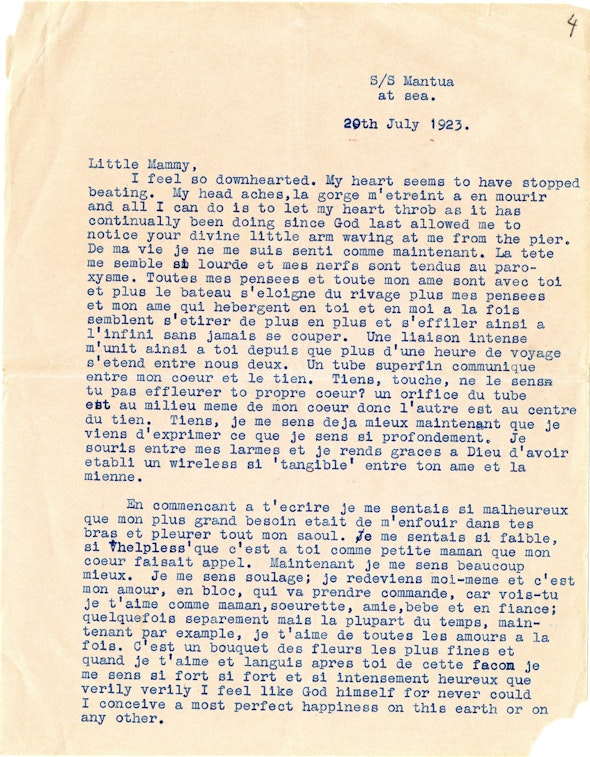 4
S/S Mantua
at sea.
20th July 1923.
Little Mammy,
I feel so downhearted. My heart seems to have stopped
beating. My head aches,la gorge m'etreint a en mourir
and all I can do is to let my heart throb as it has
continually been doing since God last allowed me to
notice your divine little arm waving at me from the pier.
De ma vie je ne me suis senti comme maintenant. La tete
me semble si lourde et mes nerfs sont tendus au paro-
xysme. Toutes mes pensees et toute mon ame sont avec toi
et plus le bateau s'eloigne du rivage plus mes pensees
et mon ame qui hebergent en toi et en moi a la fois
semblent s'etirer de plus en plus et s'effiler ainsi a
l'infini sans jamais se couper. Une liaison intense
m'unit ainsi a toi depuis que plus d'une heure de voyage
s'etend entre nous deux. Un tube superfin communique
entre mon coeur et le tien. Tiens, touche, ne le sens
tu pas effleurer to propre coeur? un orifice du tube
est au milieu meme de mon coeur donc l'autre est au centre
du tien. Tiens, je me sens deja mieux maintenant que je
viens d'exprimer ce que je sens si profondement. Je
souris entre mes larmes et je rends graces a Dieu d'avoir
etabli un wireless si 'tangible' entre ton ame et la
mienne.
En commencant a t'ecrire je me sentais si malheureux
que mon plus grand besoin etait de m'enfouir dans tes
bras et pleurer tout mon saoul. Je me sentais si faible,
si 'helpless'que c'est a toi comme petite maman que mon
coeur faisait appel. Maintenant je me sens beaucoup
mieux. Je me sens soulage; je redeviens moi-meme et c'est
mon amour, en bloc, qui va prendre commande, car vois-tu
je t'aime comme maman,soeurette, amie,bebe et en fiance;
quelquefois separement mais la plupart du temps, main-
tenant par example, je t'aime de toutes les amours a la
fois. C'est un bouquet des fleurs les plus fines et
quand je t'aime et languis apres toi de cette facon je
me sens si fort si fort et si intensement heureux que
verily verily I feel like God himself for never could
I conceive a most perfect happiness on this earth or on
any other.